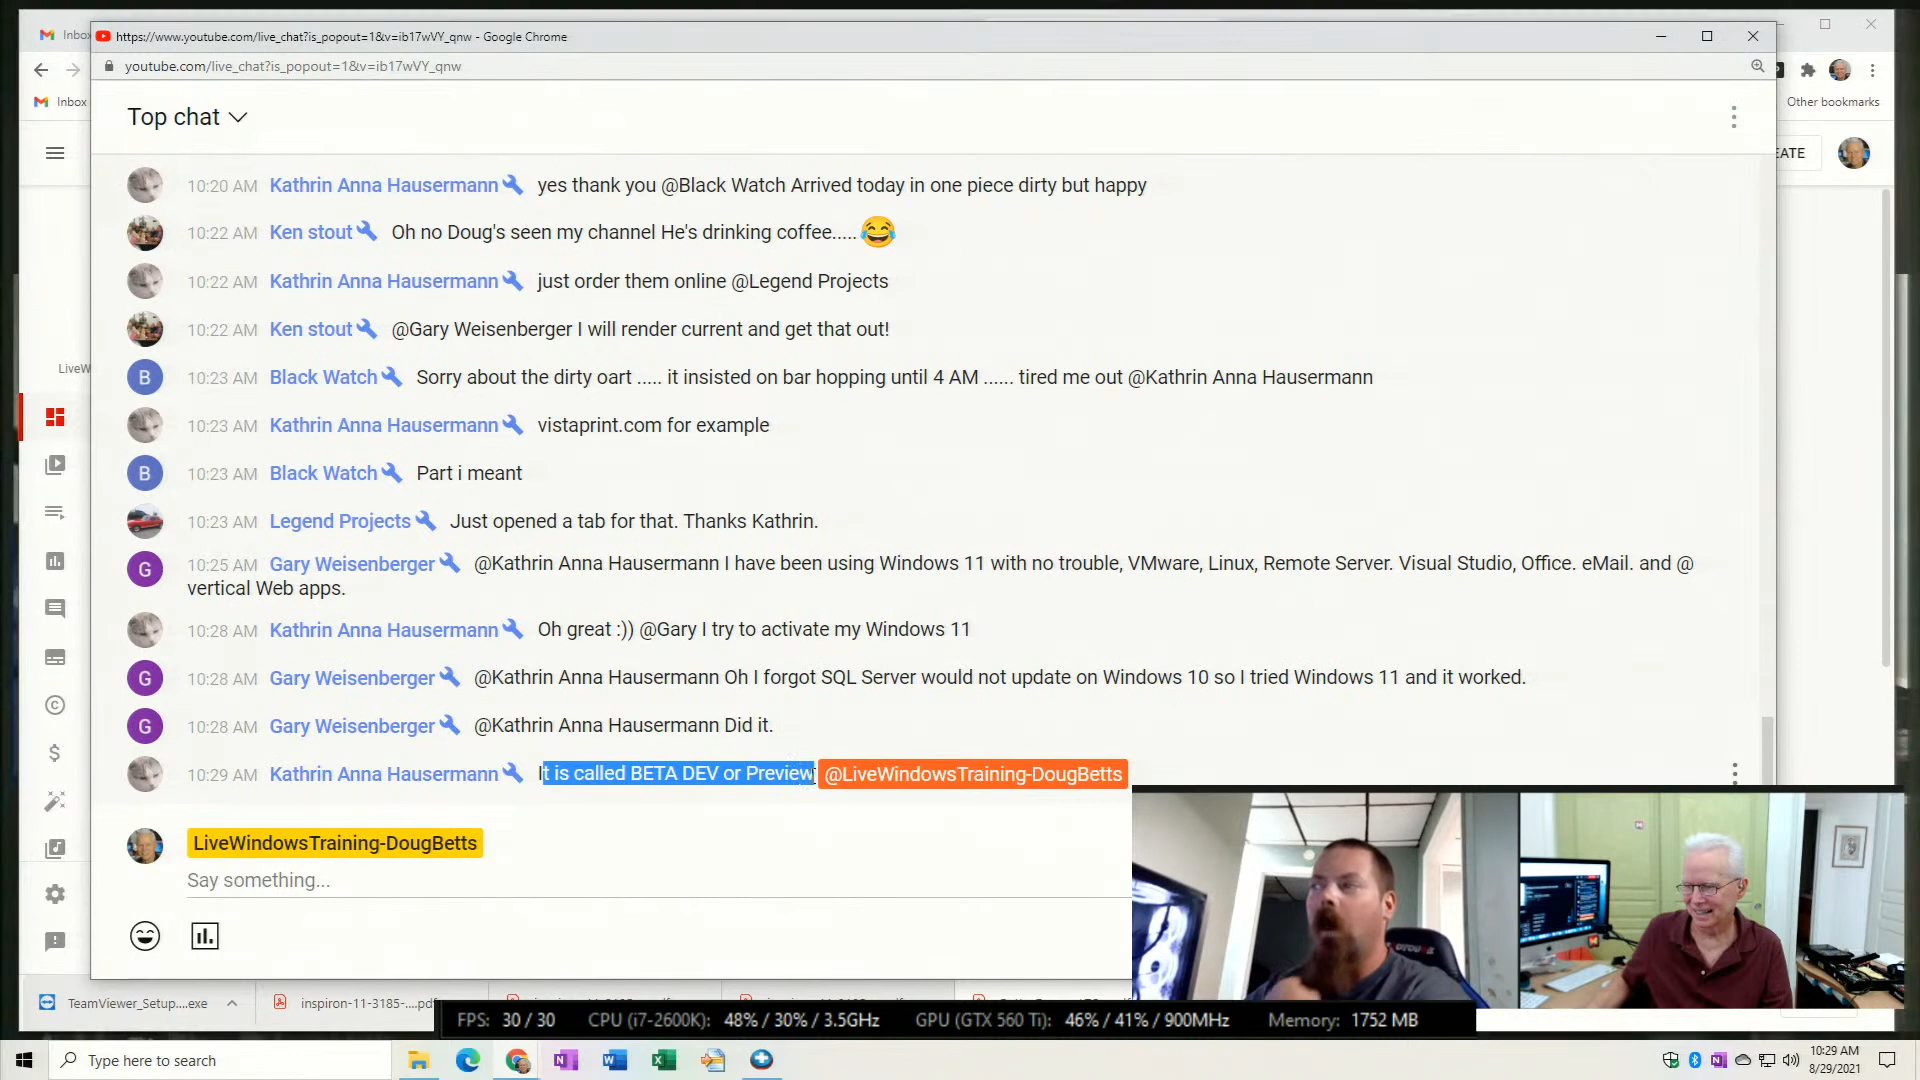 Inbo
https://www.youtube.com/live_chat?is_popout=1&v=ib17wVY_qnw - Google Chrome
youtube.com/live_chat?is_popout=1&v=ib17wVY_qnw
Inbox
Other bookmarks
Top chat
EATE
10:20 AM Kathrin Anna Hausermann yes thank you @Black Watch Arrived today in one piece dirty but happy
10:22 AM Ken stout Oh no Doug's seen my channel He's drinking coffee.....😂
10:22 AM Kathrin Anna Hausermann just order them online @Legend Projects
10:22 AM Ken stout @Gary Weisenberger I will render current and get that out!
LiveW
B 10:23 AM Black Watch Sorry about the dirty oart ..... it insisted on bar hopping until 4 AM ...... tired me out @Kathrin Anna Hausermann
10:23 AM Kathrin Anna Hausermann vistaprint.com for example
B 10:23 AM Black Watch Part i meant
10:23 AM Legend Projects Just opened a tab for that. Thanks Kathrin.
G 10:25 AM Gary Weisenberger @Kathrin Anna Hausermann I have been using Windows 11 with no trouble, VMware, Linux, Remote Server. Visual Studio, Office. eMail. and @
vertical Web apps.
10:28 AM Kathrin Anna Hausermann Oh great :)) @Gary I try to activate my Windows 11
G 10:28 AM Gary Weisenberger @Kathrin Anna Hausermann Oh I forgot SQL Server would not update on Windows 10 so I tried Windows 11 and it worked.
G 10:28 AM Gary Weisenberger @Kathrin Anna Hausermann Did it.
10:29 AM Kathrin Anna Hausermann It is called BETA DEV or Preview @LiveWindowsTraining-DougBetts
LiveWindowsTraining-DougBetts
Say something...
TeamViewer_Setup....exe
inspiron-11-3185-....pdf
FPS: 30 / 30 CPU (i7-2600K): 48% / 30% / 3.5GHz GPU (GTX 560 Ti): 46% / 41% / 900MHz Memory: 1752 MB
Type here to search
10:29 AM
8/29/2021